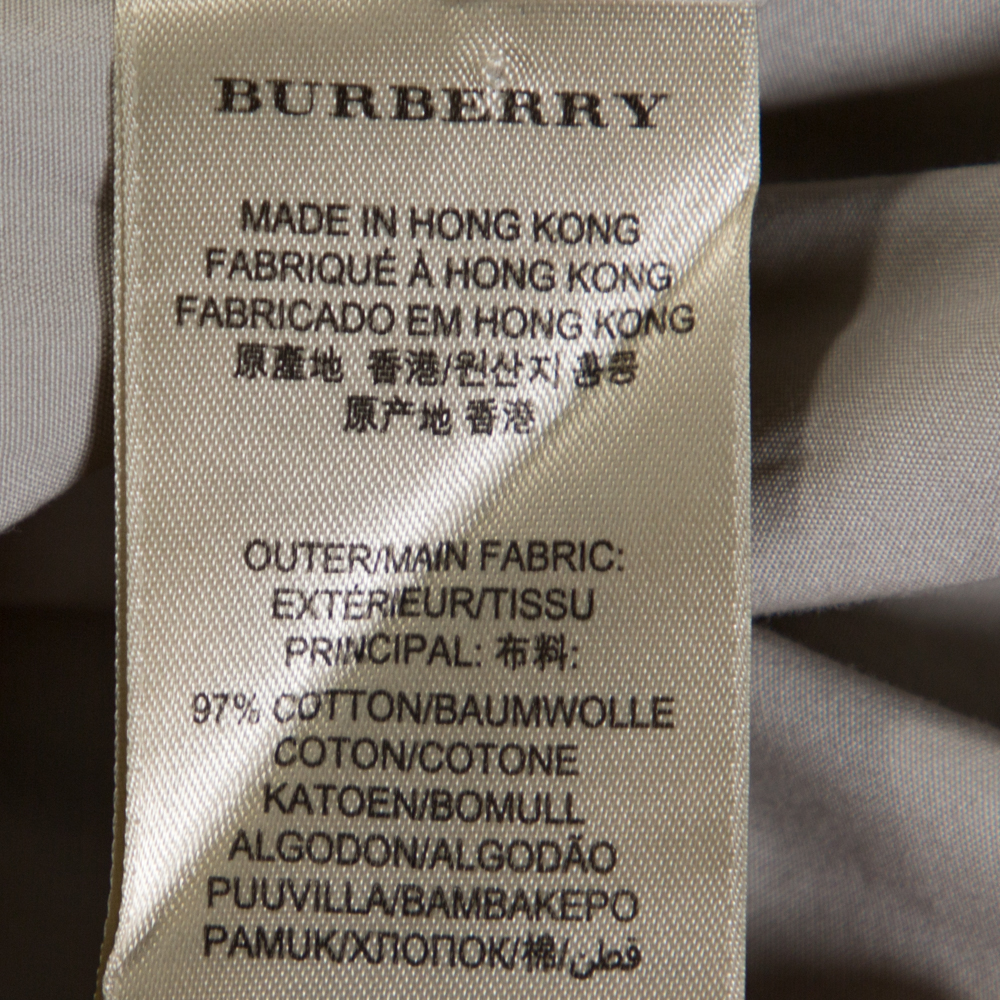 BURBERRY
MADE IN HONG KONG
FABRIQUÉ À HONG KONG
FABRICADO EM HONG KONG
原產地 香港/원산지 홍콩
原产地 香港
OUTER/MAIN FABRIC:
EXTÉRIEUR/TISSU
PRINCIPAL: 布料:
97% COTTON/BAUMWOLLE
COTON/COTONE
KATOEN/BOMULL
ALGODON/ALGODÃO
PUUVILLA/BAMBAKEPO
PAMUK/ХЛОПОК/棉/قطن